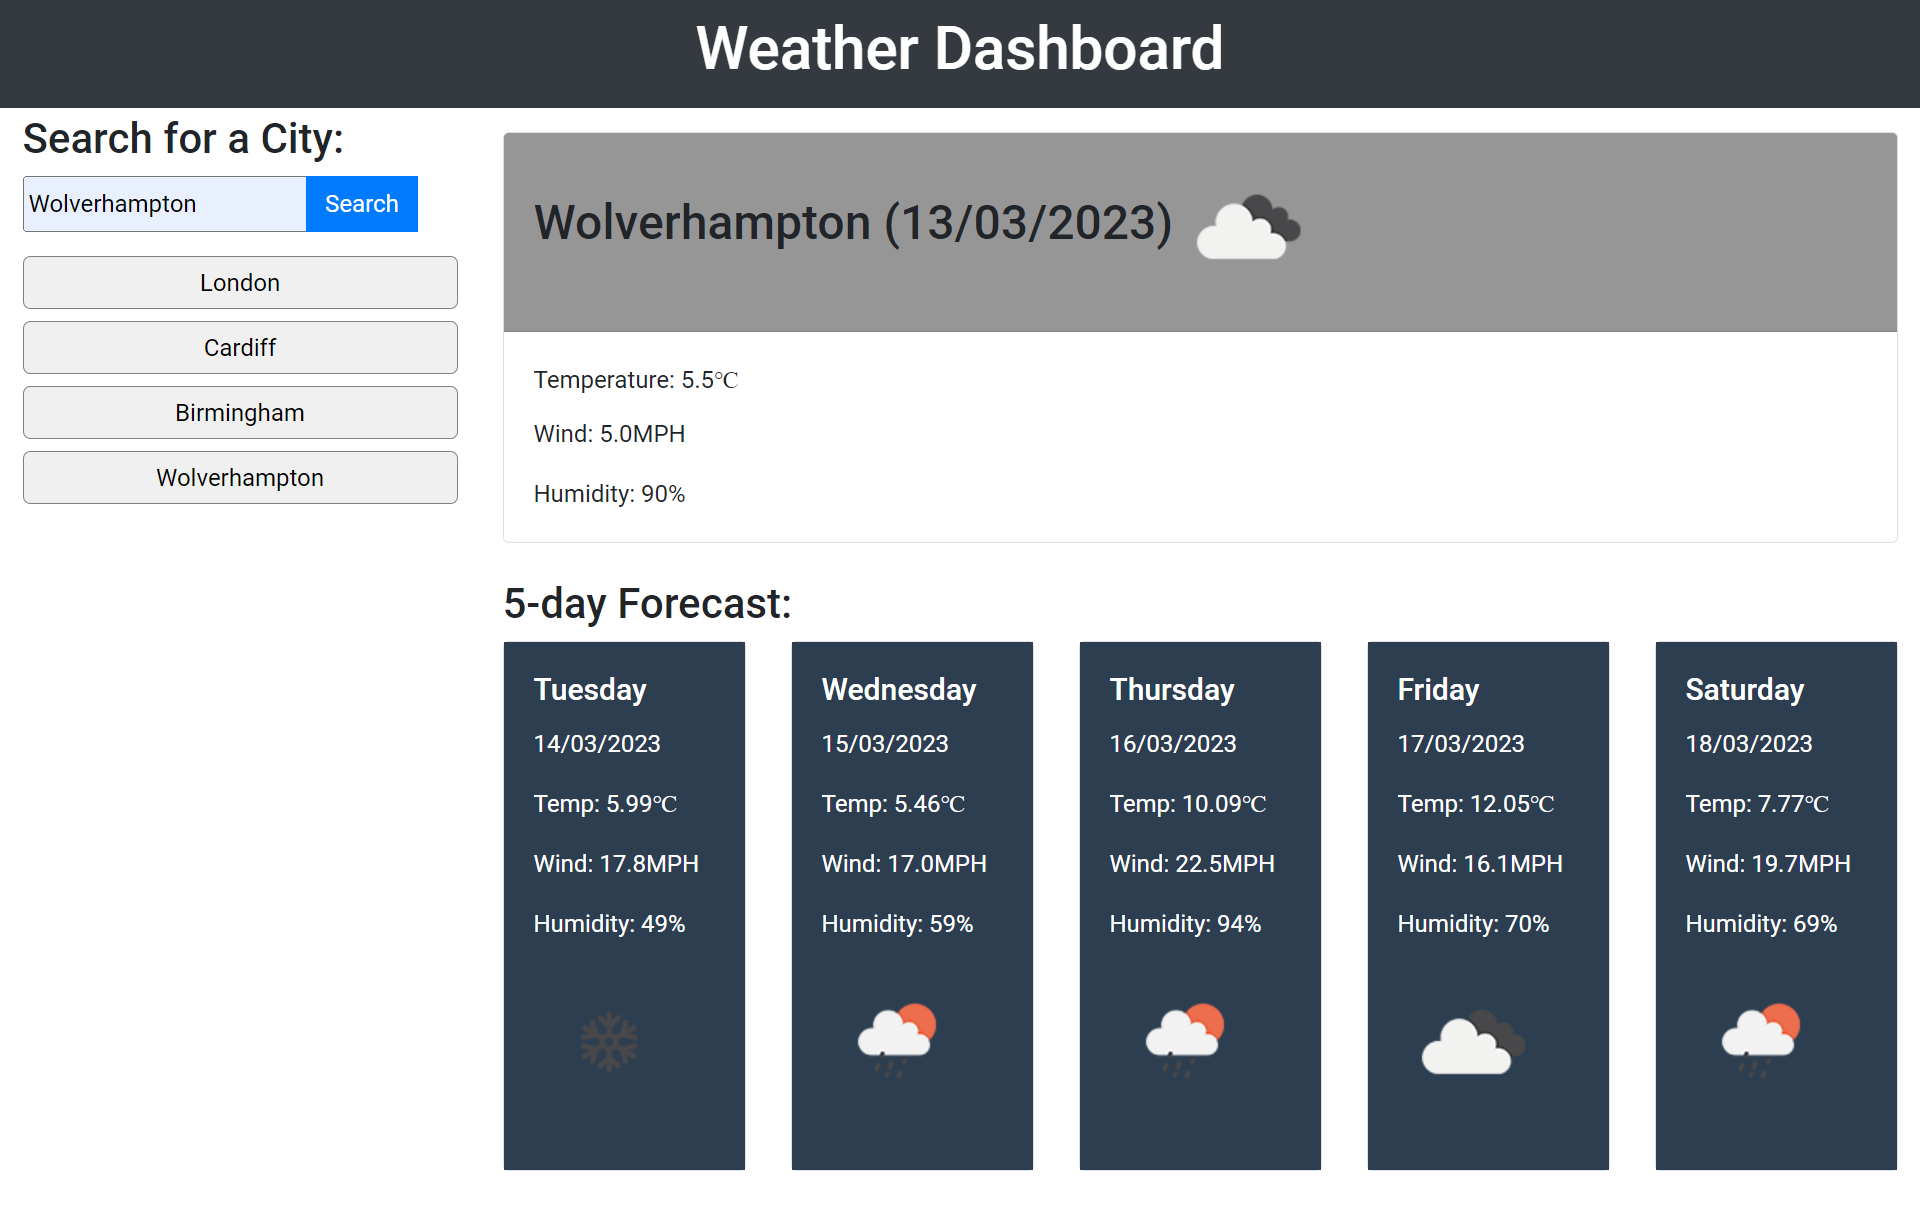 Weather Dashboard
Search for a City:
Wolverhampton Search
London
Cardiff
Birmingham
Wolverhampton
Wolverhampton (13/03/2023)
Temperature: 5.5℃
Wind: 5.0MPH
Humidity: 90%
5-day Forecast:
Tuesday
14/03/2023
Temp: 5.99℃
Wind: 17.8MPH
Humidity: 49%
Wednesday
15/03/2023
Temp: 5.46℃
Wind: 17.0MPH
Humidity: 59%
Thursday
16/03/2023
Temp: 10.09℃
Wind: 22.5MPH
Humidity: 94%
Friday
17/03/2023
Temp: 12.05℃
Wind: 16.1MPH
Humidity: 70%
Saturday
18/03/2023
Temp: 7.77℃
Wind: 19.7MPH
Humidity: 69%